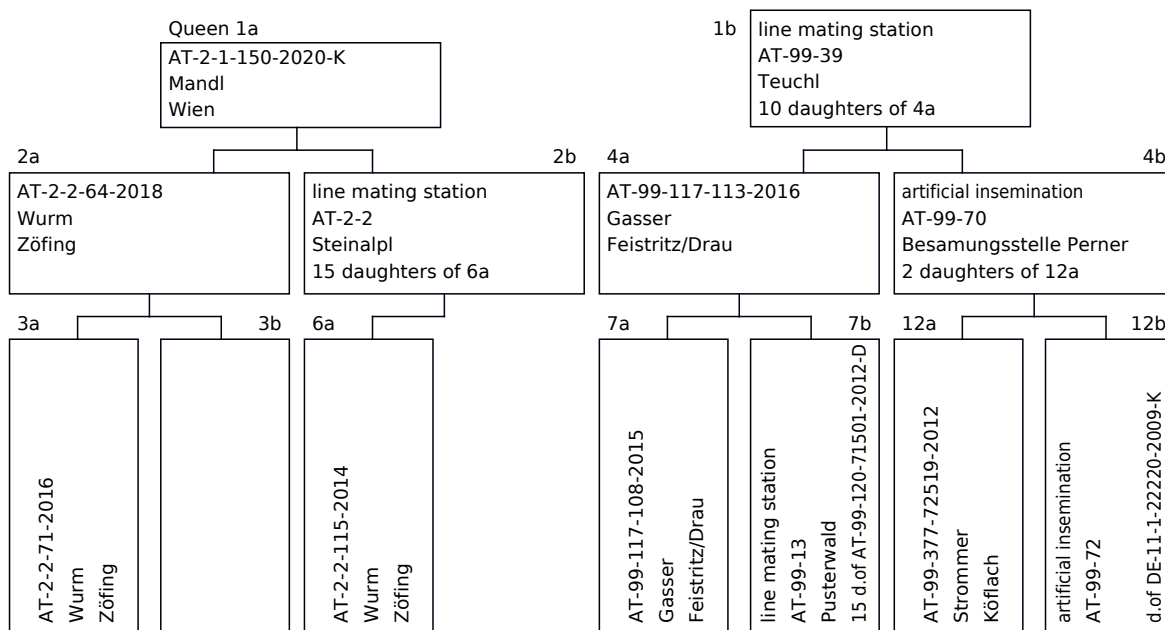 Queen 1a
AT-2-1-150-2020-K
Mandl
Wien
1b
line mating station
AT-99-39
Teuchl
10 daughters of 4a
2a
AT-2-2-64-2018
Wurm
Zöfing
2b
line mating station
AT-2-2
Steinalpl
15 daughters of 6a
4a
AT-99-117-113-2016
Gasser
Feistritz/Drau
4b
artificial insemination
AT-99-70
Besamungsstelle Perner
2 daughters of 12a
3a
AT-2-2-71-2016
Wurm
Zöfing
3b
6a
AT-2-2-115-2014
Wurm
Zöfing
7a
AT-99-117-108-2015
Gasser
Feistritz/Drau
7b
line mating station
AT-99-13
Pusterwald
15 d.of AT-99-120-71501-2012-D
12a
AT-99-377-72519-2012
Strommer
Köflach
12b
artificial insemination
AT-99-72
d.of DE-11-1-22220-2009-K